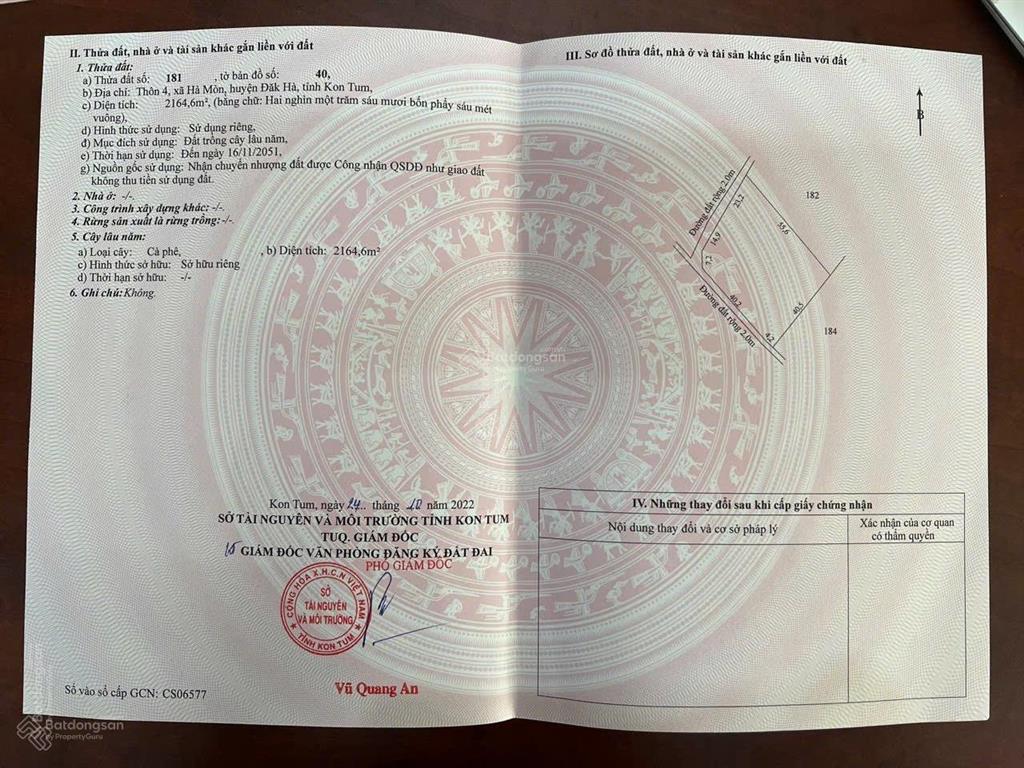 II. Thửa đất, nhà ở và tài sản khác gắn liền với đất
1. Thửa đất:
a) Thửa đất số: 181 , tờ bản đồ số: 40,
b) Địa chỉ: Thôn 4, xã Hà Mòn, huyện Đăk Hà, tỉnh Kon Tum,
c) Diện tích: 2164,6m², (bằng chữ: Hai nghìn một trăm sáu mươi bốn phẩy sáu mét
vuông),
d) Hình thức sử dụng: Sử dụng riêng,
đ) Mục đích sử dụng: Đất trồng cây lâu năm,
e) Thời hạn sử dụng: Đến ngày 16/11/2051,
g) Nguồn gốc sử dụng: Nhận chuyển nhượng đất được Công nhận QSDĐ như giao đất
không thu tiền sử dụng đất.
2. Nhà ở: -/-.
3. Công trình xây dựng khác: -/-.
4. Rừng sản xuất là rừng trồng: -/-.
5. Cây lâu năm:
a) Loại cây: Cà phê, , b) Diện tích: 2164,6m²
c) Hình thức sở hữu: Sở hữu riêng
d) Thời hạn sở hữu: -/-
6. Ghi chú: Không.
Kon Tum, ngày 24.. tháng 10 năm 2022
SỞ TÀI NGUYÊN VÀ MÔI TRƯỜNG TỈNH KON TUM
TUQ. GIÁM ĐỐC
GIÁM ĐỐC VĂN PHÒNG ĐĂNG KÝ ĐẤT ĐAI
PHÓ GIÁM ĐỐC
CỘNG HÒA X.H.C.N VIỆT NAM
SỞ
TÀI NGUYÊN
VÀ MÔI TRƯỜNG
TỈNH KON TUM
Vũ Quang An
Số vào sổ cấp GCN: CS06577
III. Sơ đồ thửa đất, nhà ở và tài sản khác gắn liền với đất
B
Đường đất rộng 2.0m
23,2
14,9
7,2
182
55,6
40,2
Đường đất rộng 2.0m
4,2
40,5
184
IV. Những thay đổi sau khi cấp giấy chứng nhận
Nội dung thay đổi và cơ sở pháp lý
Xác nhận của cơ quan
có thẩm quyền
Batdongsan
by PropertyGuru
Batdongsan
by PropertyGuru